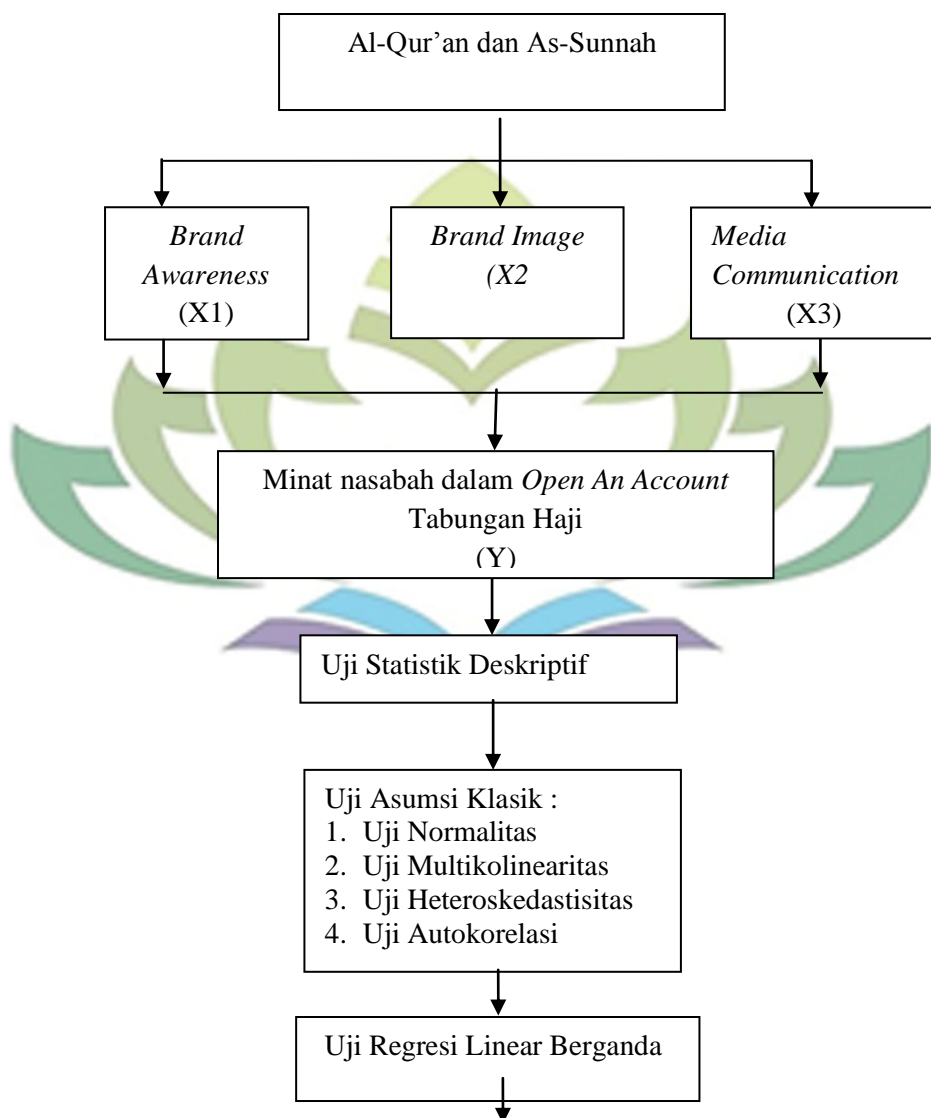 Al-Qur’an dan As-Sunnah
Brand
Awareness
(X1)
Brand Image
(X2
Media
Communication
(X3)
Minat nasabah dalam Open An Account
Tabungan Haji
(Y)
Uji Statistik Deskriptif
Uji Asumsi Klasik :
1. Uji Normalitas
2. Uji Multikolinearitas
3. Uji Heteroskedastisitas
4. Uji Autokorelasi
Uji Regresi Linear Berganda